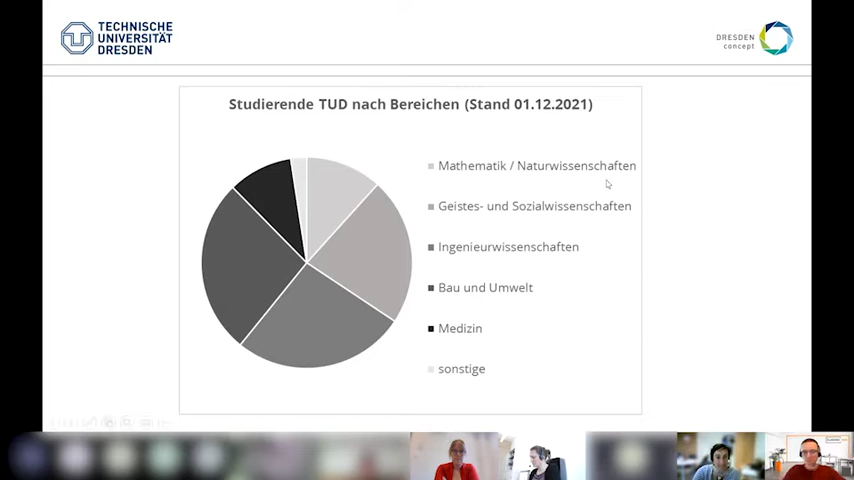 TECHNISCHE
UNIVERSITÄT
DRESDEN
DRESDEN
concept
Studierende TUD nach Bereichen (Stand 01.12.2021)
Mathematik / Naturwissenschaften
Geistes- und Sozialwissenschaften
Ingenieurwissenschaften
Bau und Umwelt
Medizin
sonstige